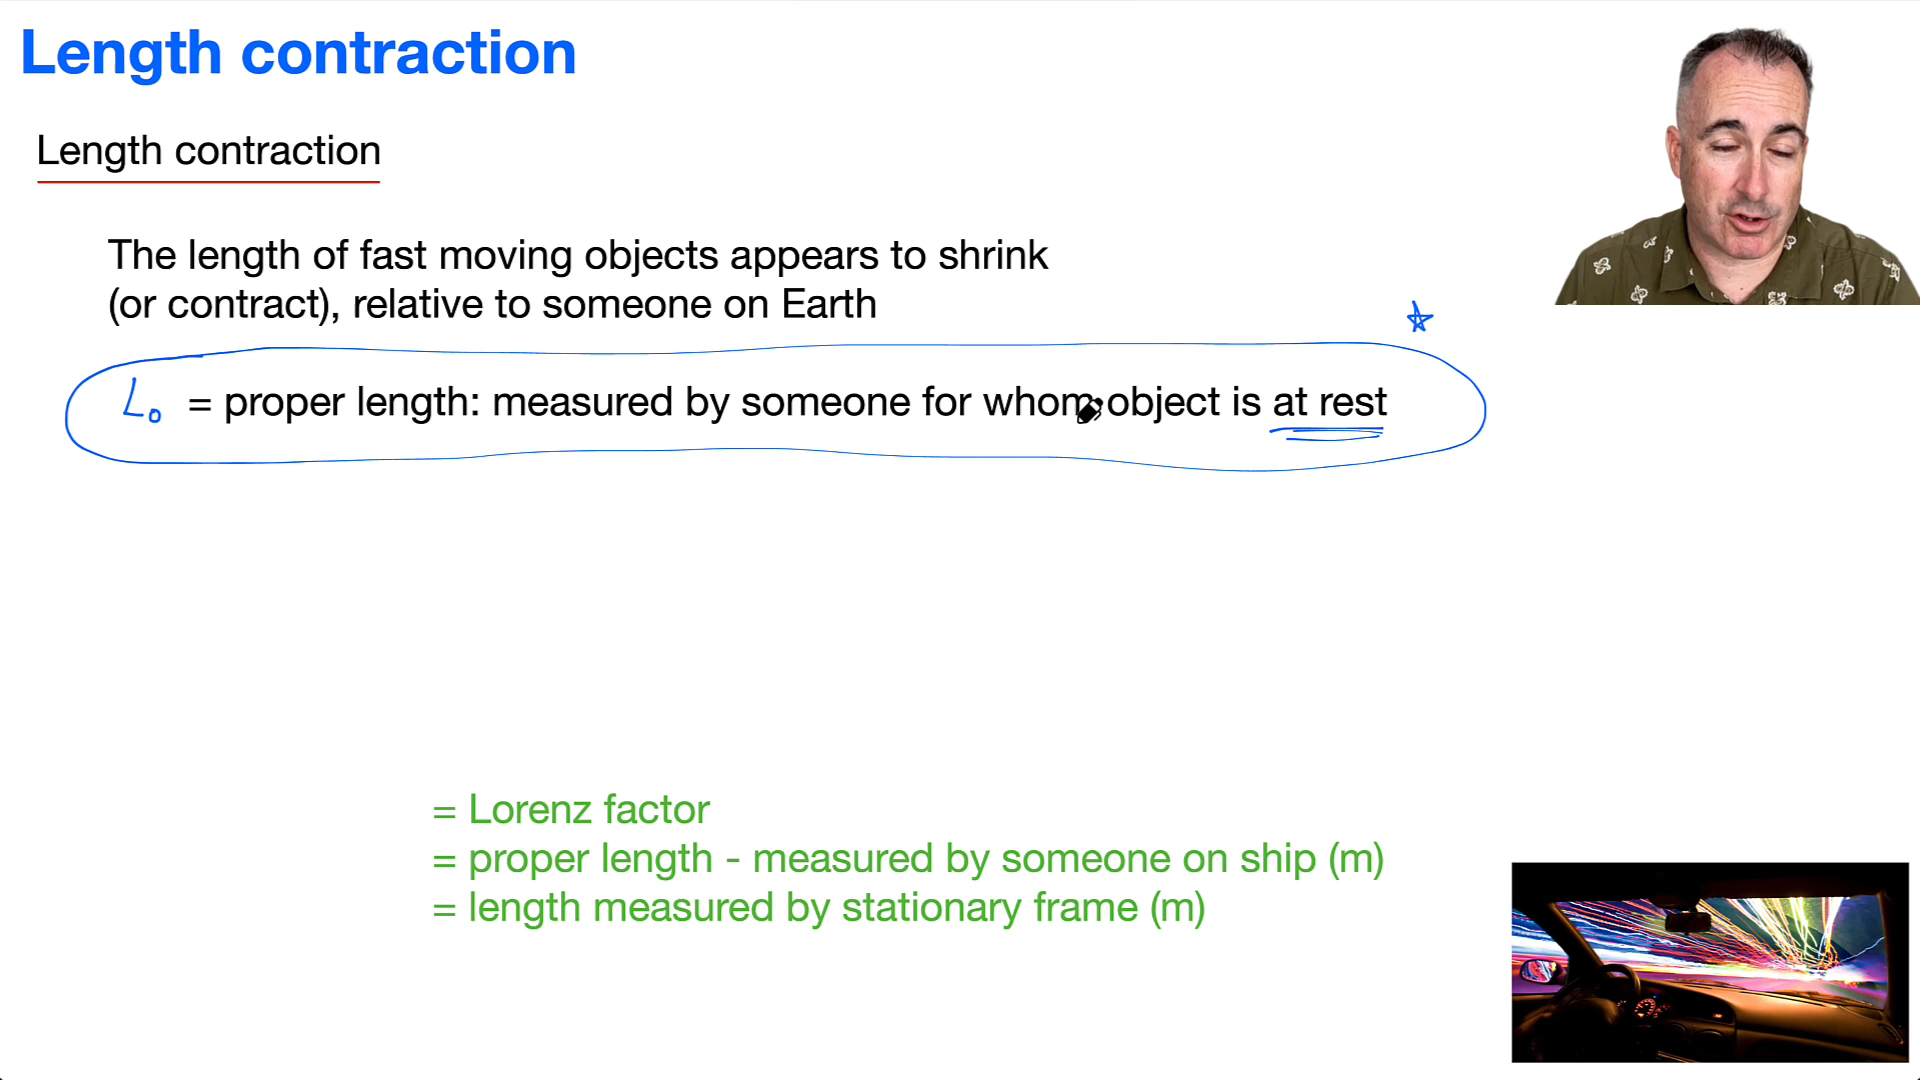 Length contraction
Length contraction
The length of fast moving objects appears to shrink
(or contract), relative to someone on Earth
L₀ = proper length: measured by someone for whom object is at rest
= Lorenz factor
= proper length - measured by someone on ship (m)
= length measured by stationary frame (m)